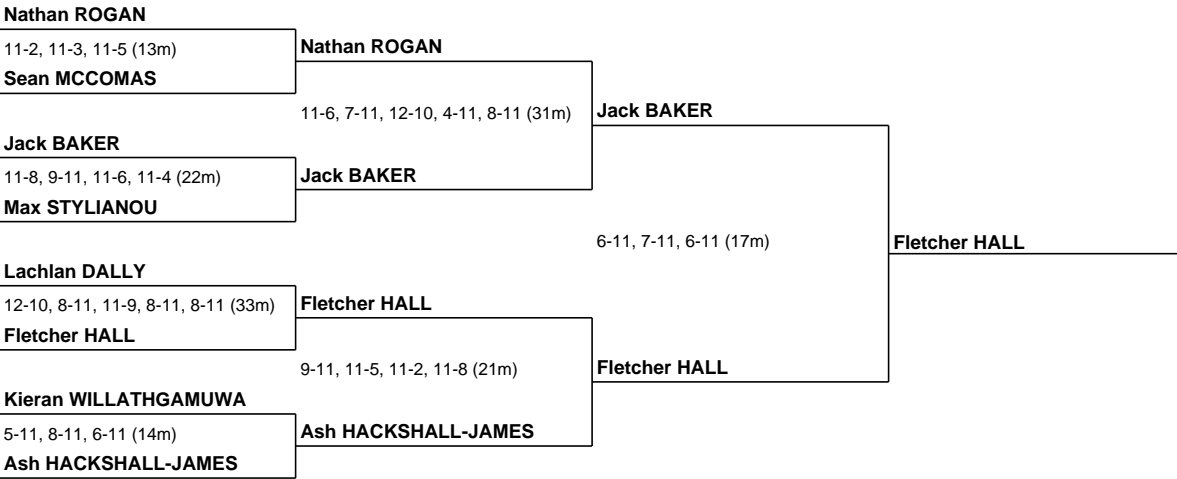 Nathan ROGAN
11-2, 11-3, 11-5 (13m)
Sean MCCOMAS
Jack BAKER
11-8, 9-11, 11-6, 11-4 (22m)
Max STYLIANOU
Lachlan DALLY
12-10, 8-11, 11-9, 8-11, 8-11 (33m)
Fletcher HALL
Kieran WILLATHGAMUWA
5-11, 8-11, 6-11 (14m)
Ash HACKSHALL-JAMES
Nathan ROGAN
11-6, 7-11, 12-10, 4-11, 8-11 (31m)
Jack BAKER
Fletcher HALL
9-11, 11-5, 11-2, 11-8 (21m)
Ash HACKSHALL-JAMES
Jack BAKER
6-11, 7-11, 6-11 (17m)
Fletcher HALL
Fletcher HALL